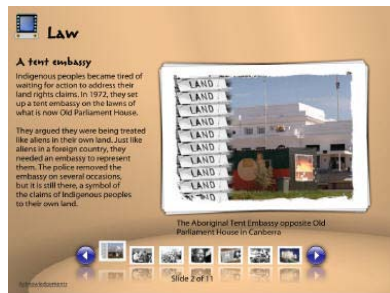 Law
A tent embassy
Indigenous peoples became tired of
waiting for action to address their
land rights claims. In 1972, they set
up a tent embassy on the lawns of
what is now Old Parliament House.
They argued they were being treated
like aliens in their own land. Just like
aliens in a foreign country, they
needed an embassy to represent
them. The police removed the
embassy on several occasions,
but it is still there, a symbol of
the claims of Indigenous peoples
to their own land.
LAND
LAND
LAND
LAND
LAND
LAND
LAND
LAND
LAND
LAND
The Aboriginal Tent Embassy opposite Old
Parliament House in Canberra
Slide 2 of 11
Acknowledgements